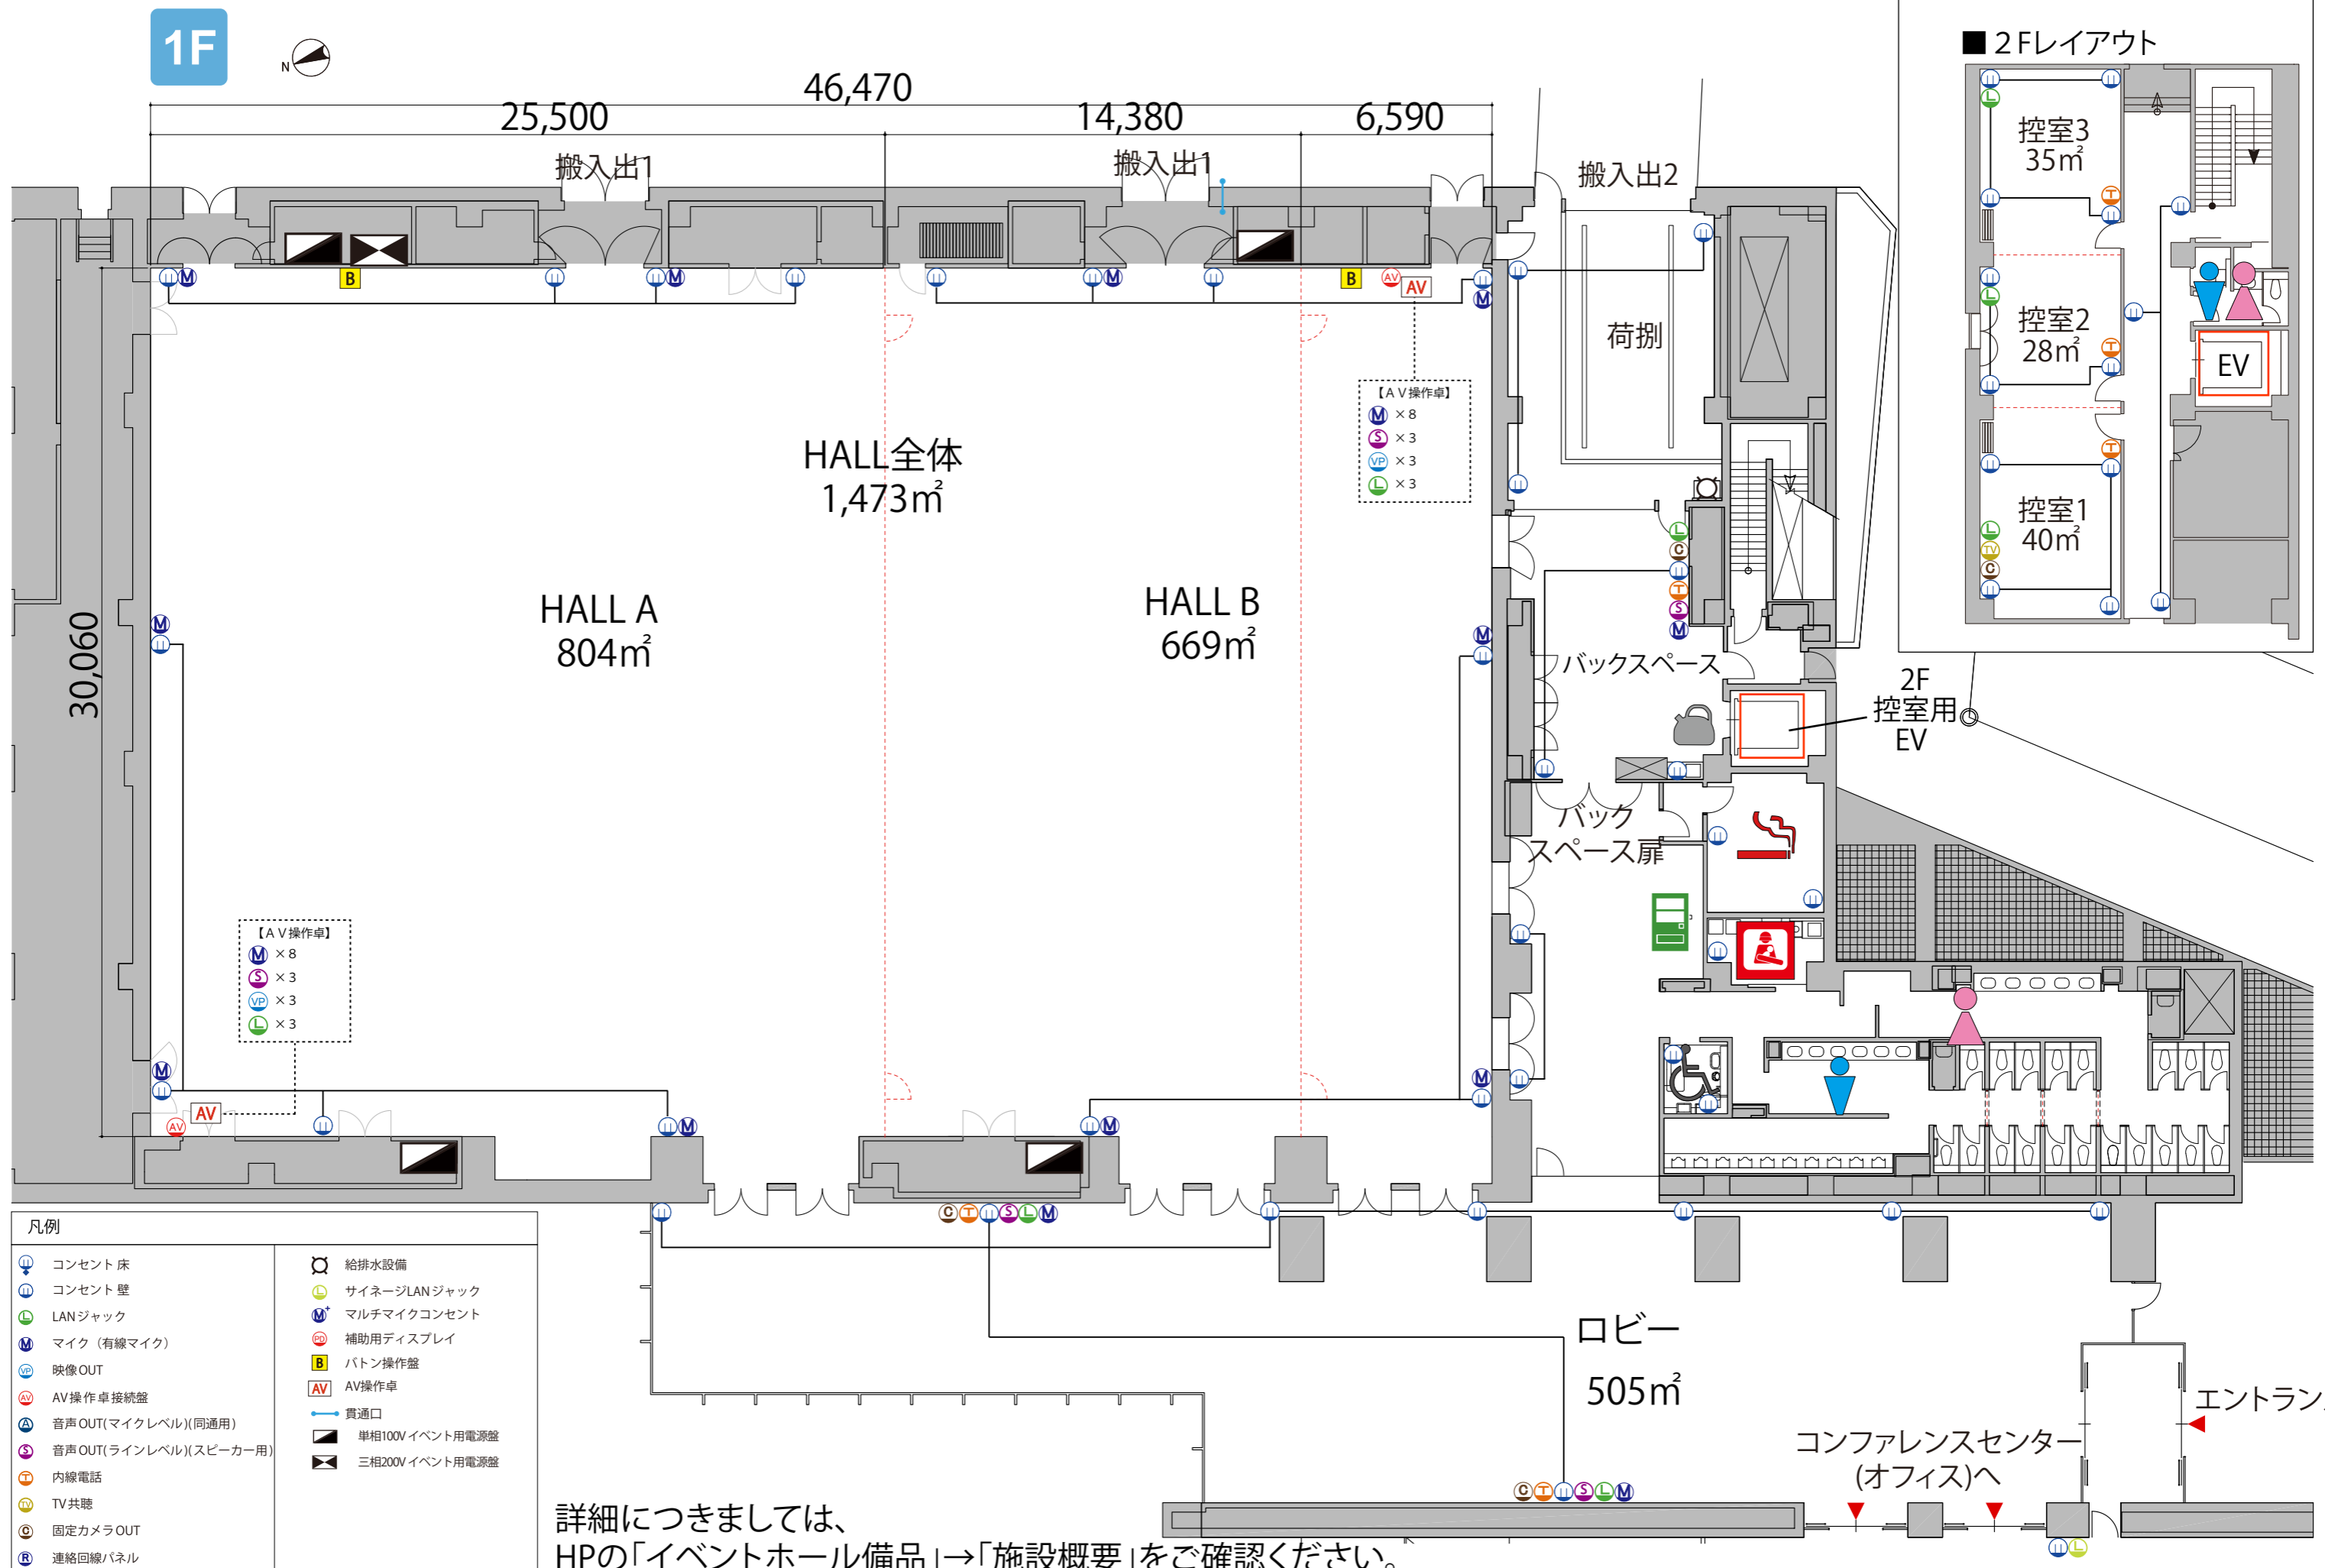 1F
N
46,470
25,500
14,380
6,590
30,060
搬入出1
搬入出1
搬入出2
B
B
AV
AV
M
M
M
M
荷捌
【AV操作卓】
M ×8
S ×3
VP ×3
L ×3
HALL全体
1,473㎡
HALL A
804㎡
HALL B
669㎡
M
M
L
C
T
S
M
バックスペース
2F
控室用
EV
バック
スペース扉
【AV操作卓】
M ×8
S ×3
VP ×3
L ×3
M
AV
AV
M
M
M
C T S L M
ロビー
505㎡
エントラン
コンファレンスセンター
(オフィス)へ
C T S L M
L
■2Fレイアウト
L
控室3
35㎡
T
L
控室2
28㎡
T
EV
T
控室1
40㎡
L
TV
C
凡例
コンセント 床
コンセント 壁
L LANジャック
M マイク（有線マイク）
VP 映像OUT
AV AV操作卓接続盤
A 音声OUT(マイクレベル)(同通用)
S 音声OUT(ラインレベル)(スピーカー用)
T 内線電話
TV TV共聴
C 固定カメラOUT
R 連絡回線パネル
給排水設備
L サイネージLANジャック
M+ マルチマイクコンセント
PD 補助用ディスプレイ
B バトン操作盤
AV AV操作卓
貫通口
単相100Vイベント用電源盤
三相200Vイベント用電源盤
詳細につきましては、
HPの「イベントホール備品」→「施設概要」をご確認ください。